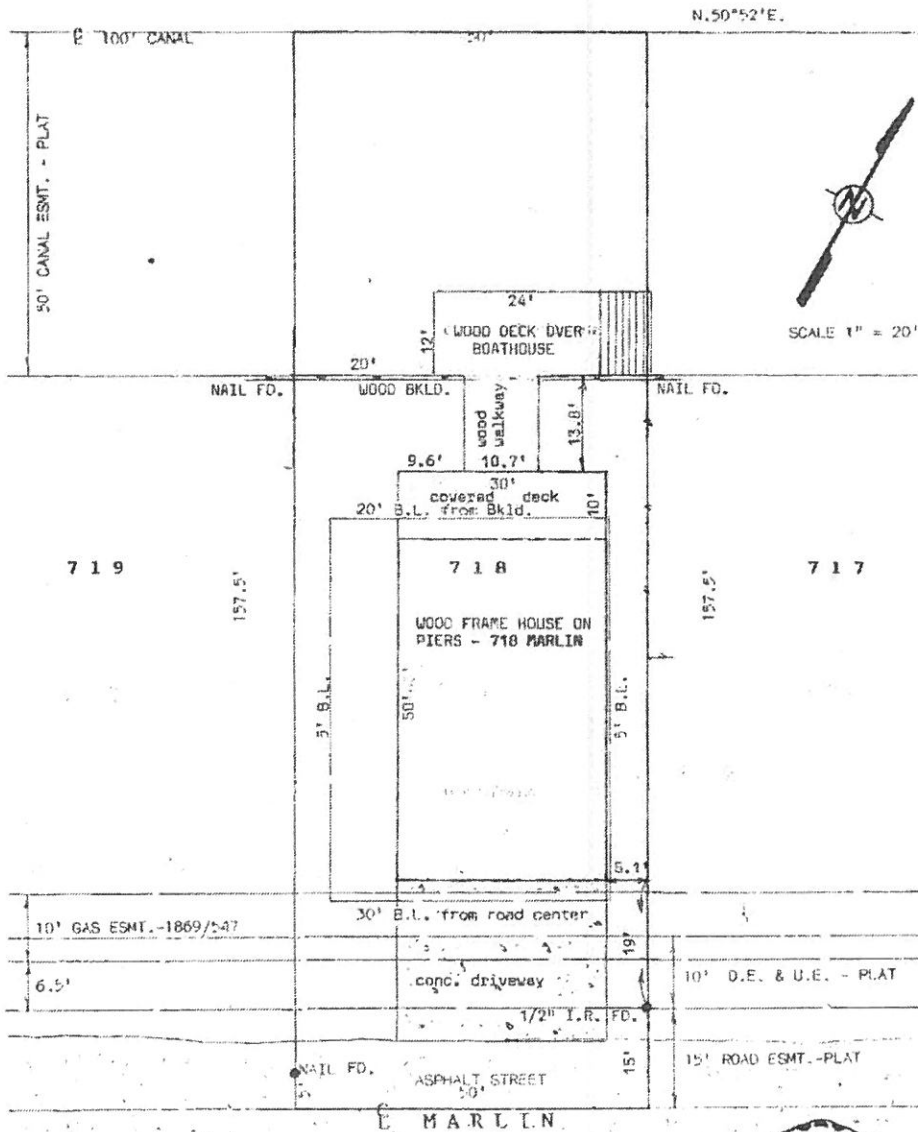 N.50°52'E.
℄ 100' CANAL
50'
50' CANAL ESMT. - PLAT
SCALE 1" = 20'
24'
WOOD DECK OVER
BOATHOUSE
12'
20'
NAIL FD.
WOOD BKLD.
NAIL FD.
wood
walkway
13.8'
9.6'
10.7'
30'
covered deck
10'
20' B.L. from Bkld.
719
718
717
157.5'
157.5'
WOOD FRAME HOUSE ON
PIERS - 718 MARLIN
5' B.L.
50'
5' B.L.
5.1'
30' B.L. from road center
10' GAS ESMT.-1869/547
19'
6.5'
conc. driveway
10' D.E. & U.E. - PLAT
1/2" I.R. FD.
15' ROAD ESMT.-PLAT
NAIL FD.
5'
ASPHALT STREET
50'
15'
℄ MARLIN